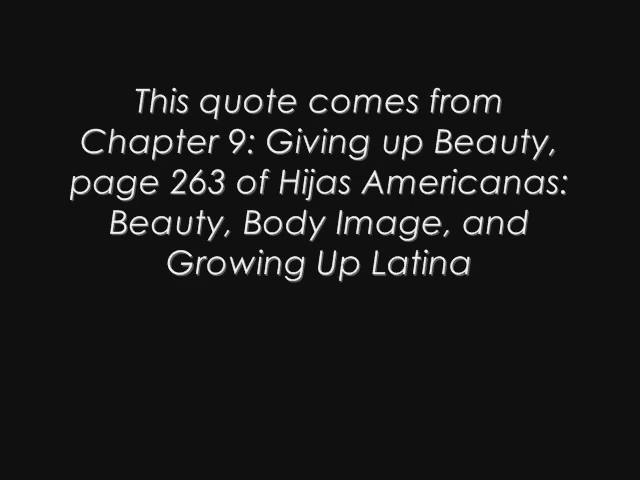 This quote comes from
Chapter 9: Giving up Beauty,
page 263 of Hijas Americanas:
Beauty, Body Image, and
Growing Up Latina